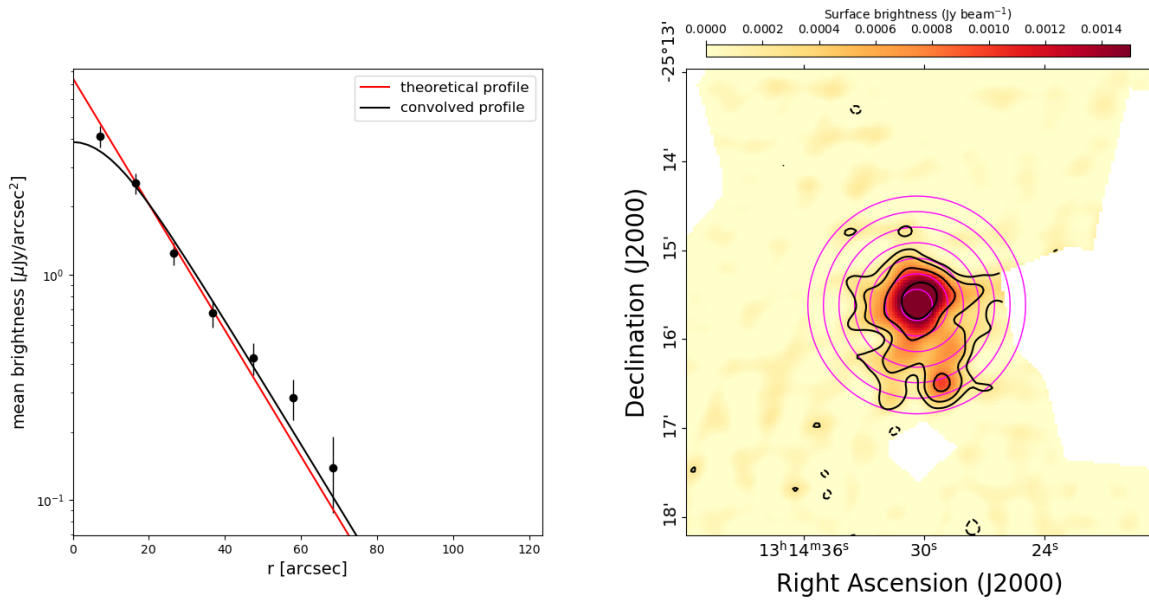 theoretical profile
convolved profile
mean brightness [μJy/arcsec²]
10⁰
10⁻¹
0
20
40
60
80
100
120
r [arcsec]
Surface brightness (Jy beam⁻¹)
0.0000
0.0002
0.0004
0.0006
0.0008
0.0010
0.0012
0.0014
-25°13'
14'
15'
16'
17'
18'
Declination (J2000)
13ʰ14ᵐ36ˢ
30ˢ
24ˢ
Right Ascension (J2000)